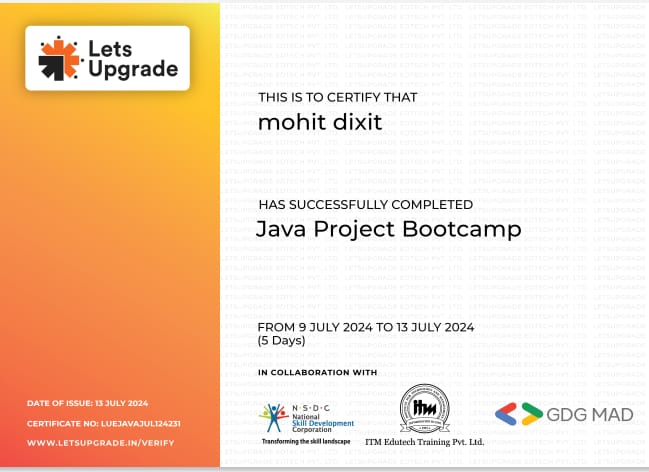 Lets
Upgrade
THIS IS TO CERTIFY THAT
mohit dixit
HAS SUCCESSFULLY COMPLETED
Java Project Bootcamp
FROM 9 JULY 2024 TO 13 JULY 2024
(5 Days)
IN COLLABORATION WITH
N·S·D·C
National
Skill Development
Corporation
Transforming the skill landscape
itm
ITM Edutech Training Pvt. Ltd.
GDG MAD
DATE OF ISSUE: 13 JULY 2024
CERTIFICATE NO: LUEJAVAJUL124231
WWW.LETSUPGRADE.IN/VERIFY